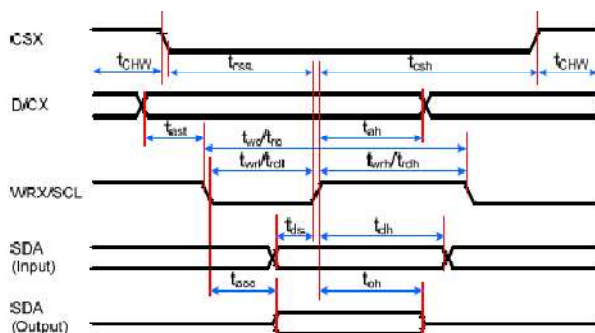 CSX
tCHW
tcss
tcsh
tCHW
D/CX
tast
twc/trc
tah
twrl/trdl
twrh/trdh
WRX/SCL
tds
tdh
SDA
(Input)
tacc
toh
SDA
(Output)